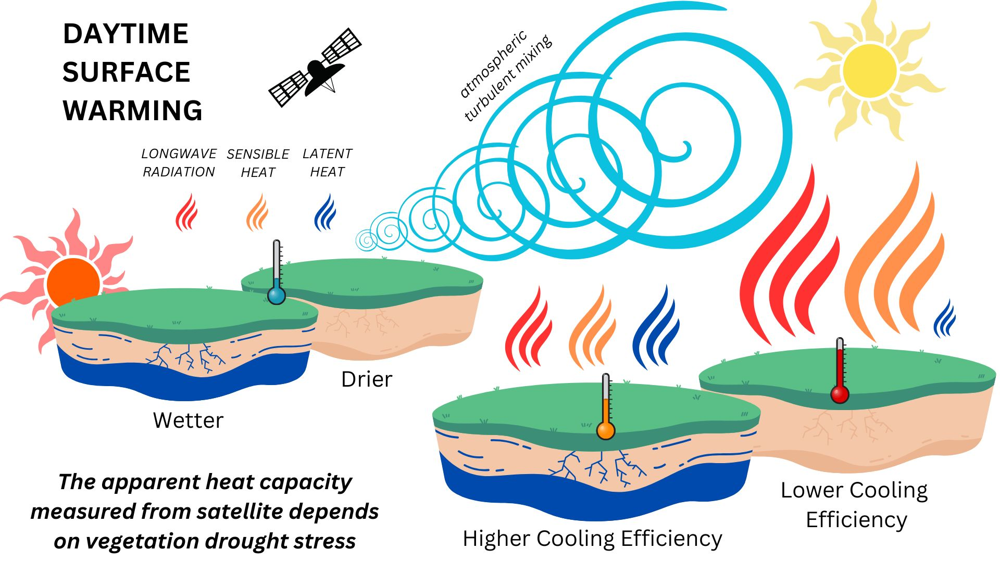 DAYTIME
SURFACE
WARMING
atmospheric
turbulent mixing
LONGWAVE
RADIATION
SENSIBLE
HEAT
LATENT
HEAT
Drier
Wetter
The apparent heat capacity
measured from satellite depends
on vegetation drought stress
Lower Cooling
Efficiency
Higher Cooling Efficiency